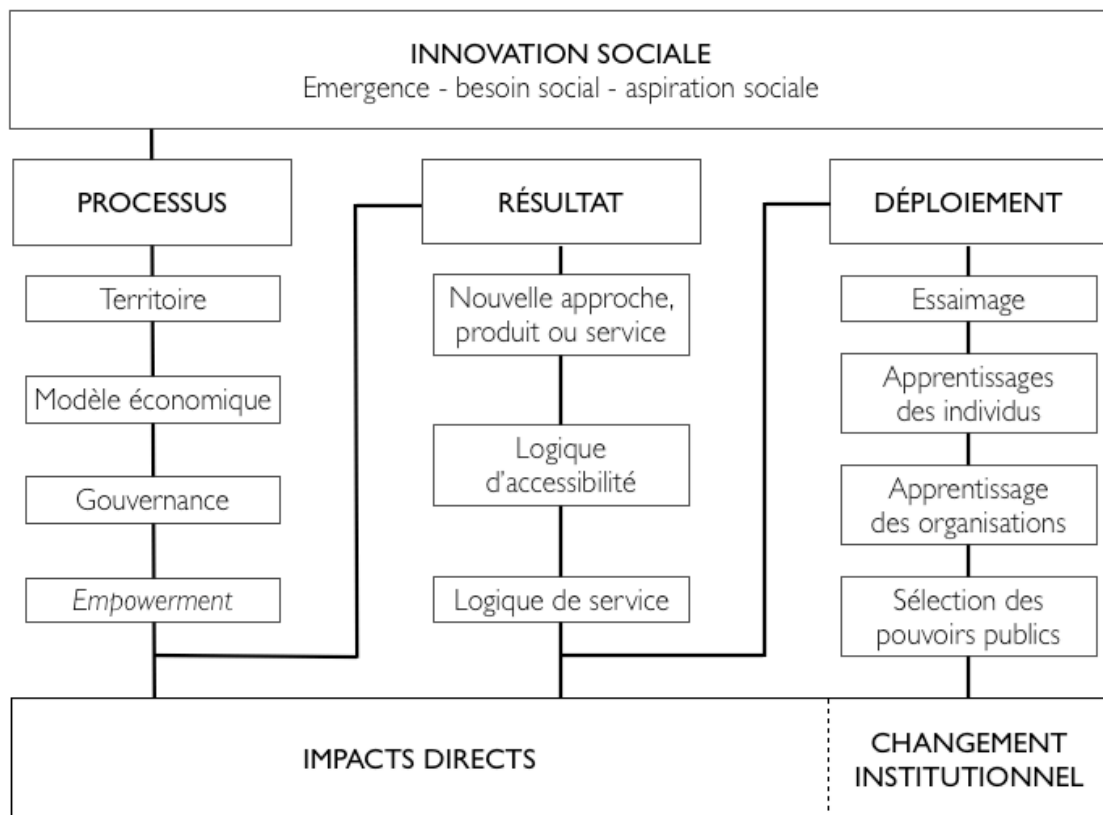 INNOVATION SOCIALE
Emergence - besoin social - aspiration sociale
PROCESSUS
Territoire
Modèle économique
Gouvernance
Empowerment
RÉSULTAT
Nouvelle approche,
produit ou service
Logique
d'accessibilité
Logique de service
DÉPLOIEMENT
Essaimage
Apprentissages
des individus
Apprentissage
des organisations
Sélection des
pouvoirs publics
IMPACTS DIRECTS
CHANGEMENT
INSTITUTIONNEL